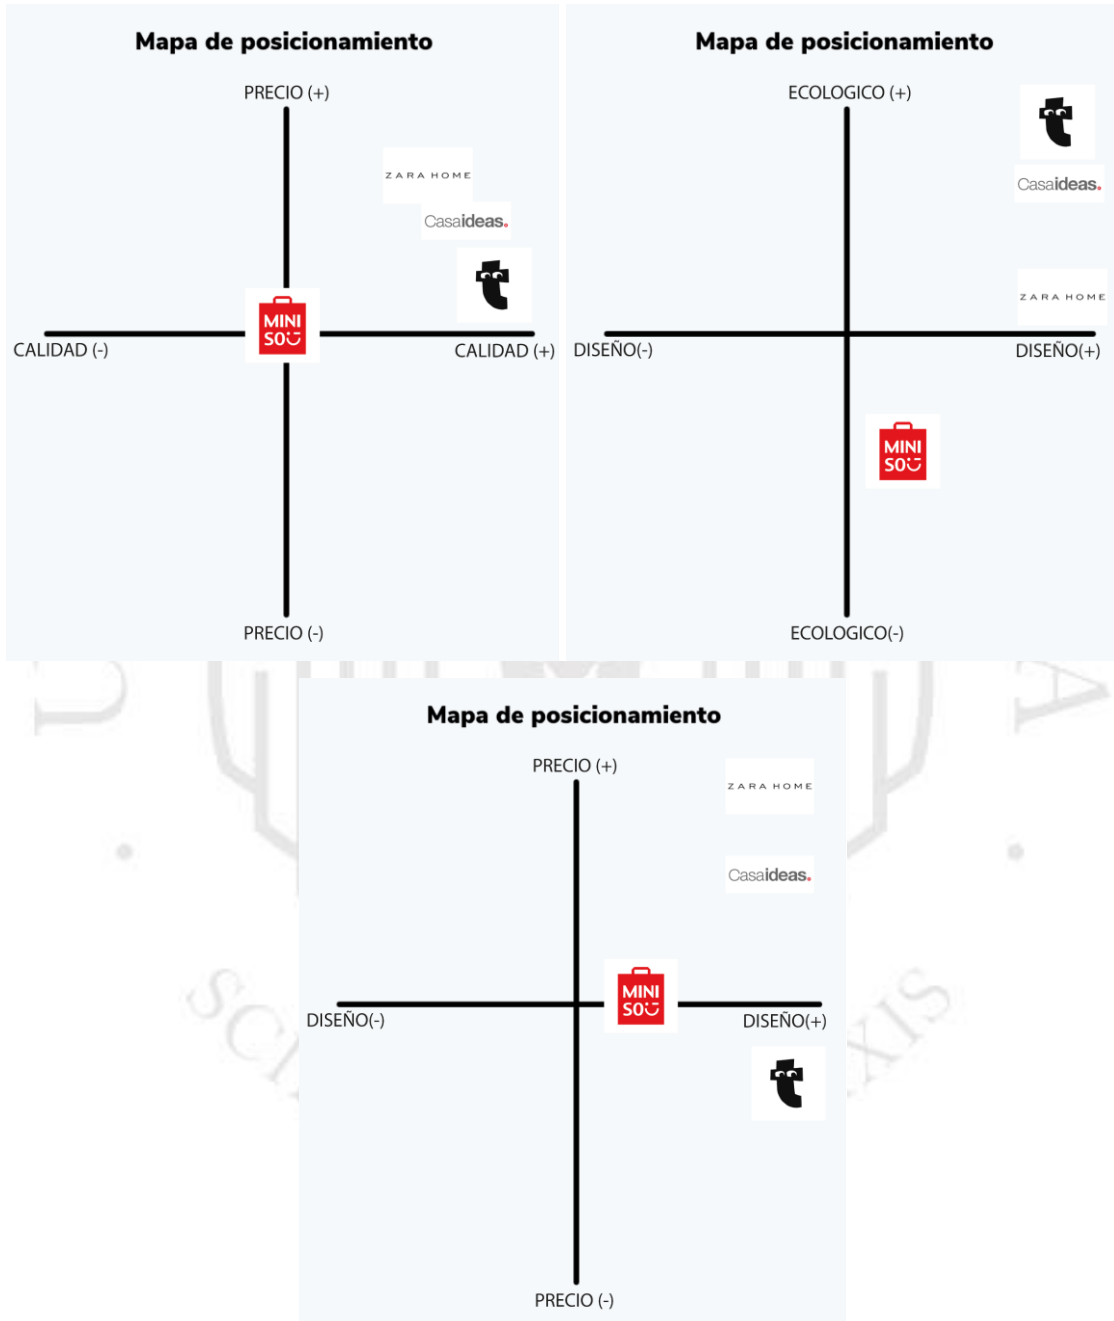 Mapa de posicionamiento
PRECIO (+)
ZARA HOME
Casaideas.
MINI
SO
CALIDAD (-)
CALIDAD (+)
PRECIO (-)
Mapa de posicionamiento
ECOLOGICO (+)
Casaideas.
ZARA HOME
DISEÑO(-)
DISEÑO(+)
MINI
SO
ECOLOGICO(-)
Mapa de posicionamiento
PRECIO (+)
ZARA HOME
Casaideas.
MINI
SO
DISEÑO(-)
DISEÑO(+)
PRECIO (-)